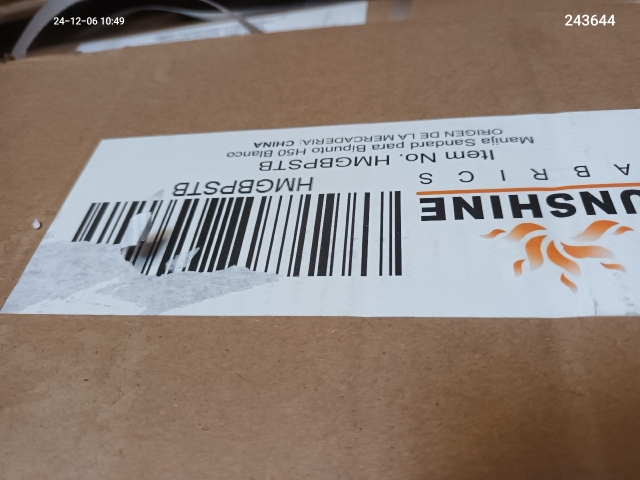 24-12-06 10:49
243644
UNSHINE
FABRICS
HMGBPSTB
Item No. HMGBPSTB
Manija Sandard para Bipunto H50 Blanco
ORIGEN DE LA MERCADERIA: CHINA